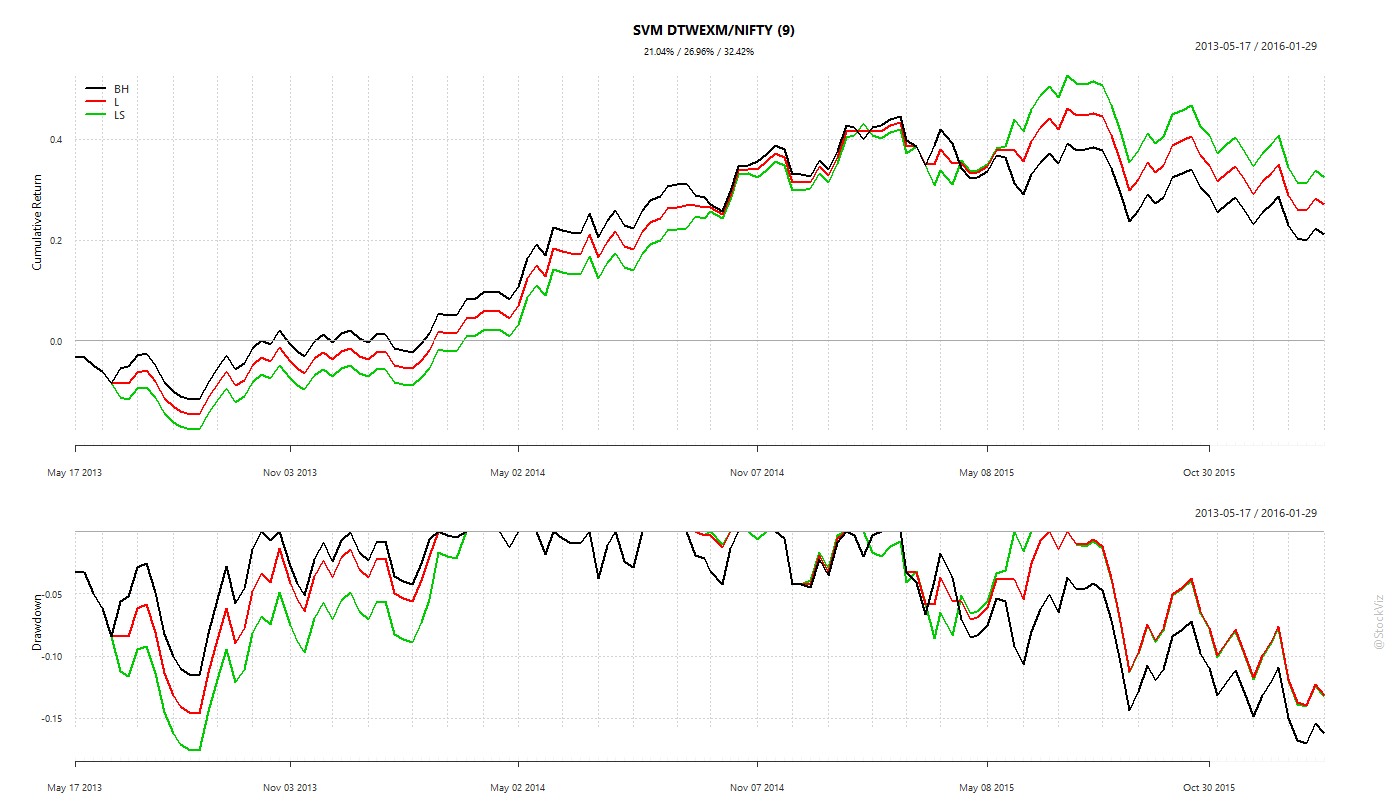 SVM DTWEXM/NIFTY (9)
21.04% / 26.96% / 32.42%
2013-05-17 / 2016-01-29
BH
L
LS
Cumulative Return
0.4
0.2
0.0
May 17 2013
Nov 03 2013
May 02 2014
Nov 07 2014
May 08 2015
Oct 30 2015
2013-05-17 / 2016-01-29
Drawdown
-0.05
-0.10
-0.15
May 17 2013
Nov 03 2013
May 02 2014
Nov 07 2014
May 08 2015
Oct 30 2015
@StockViz